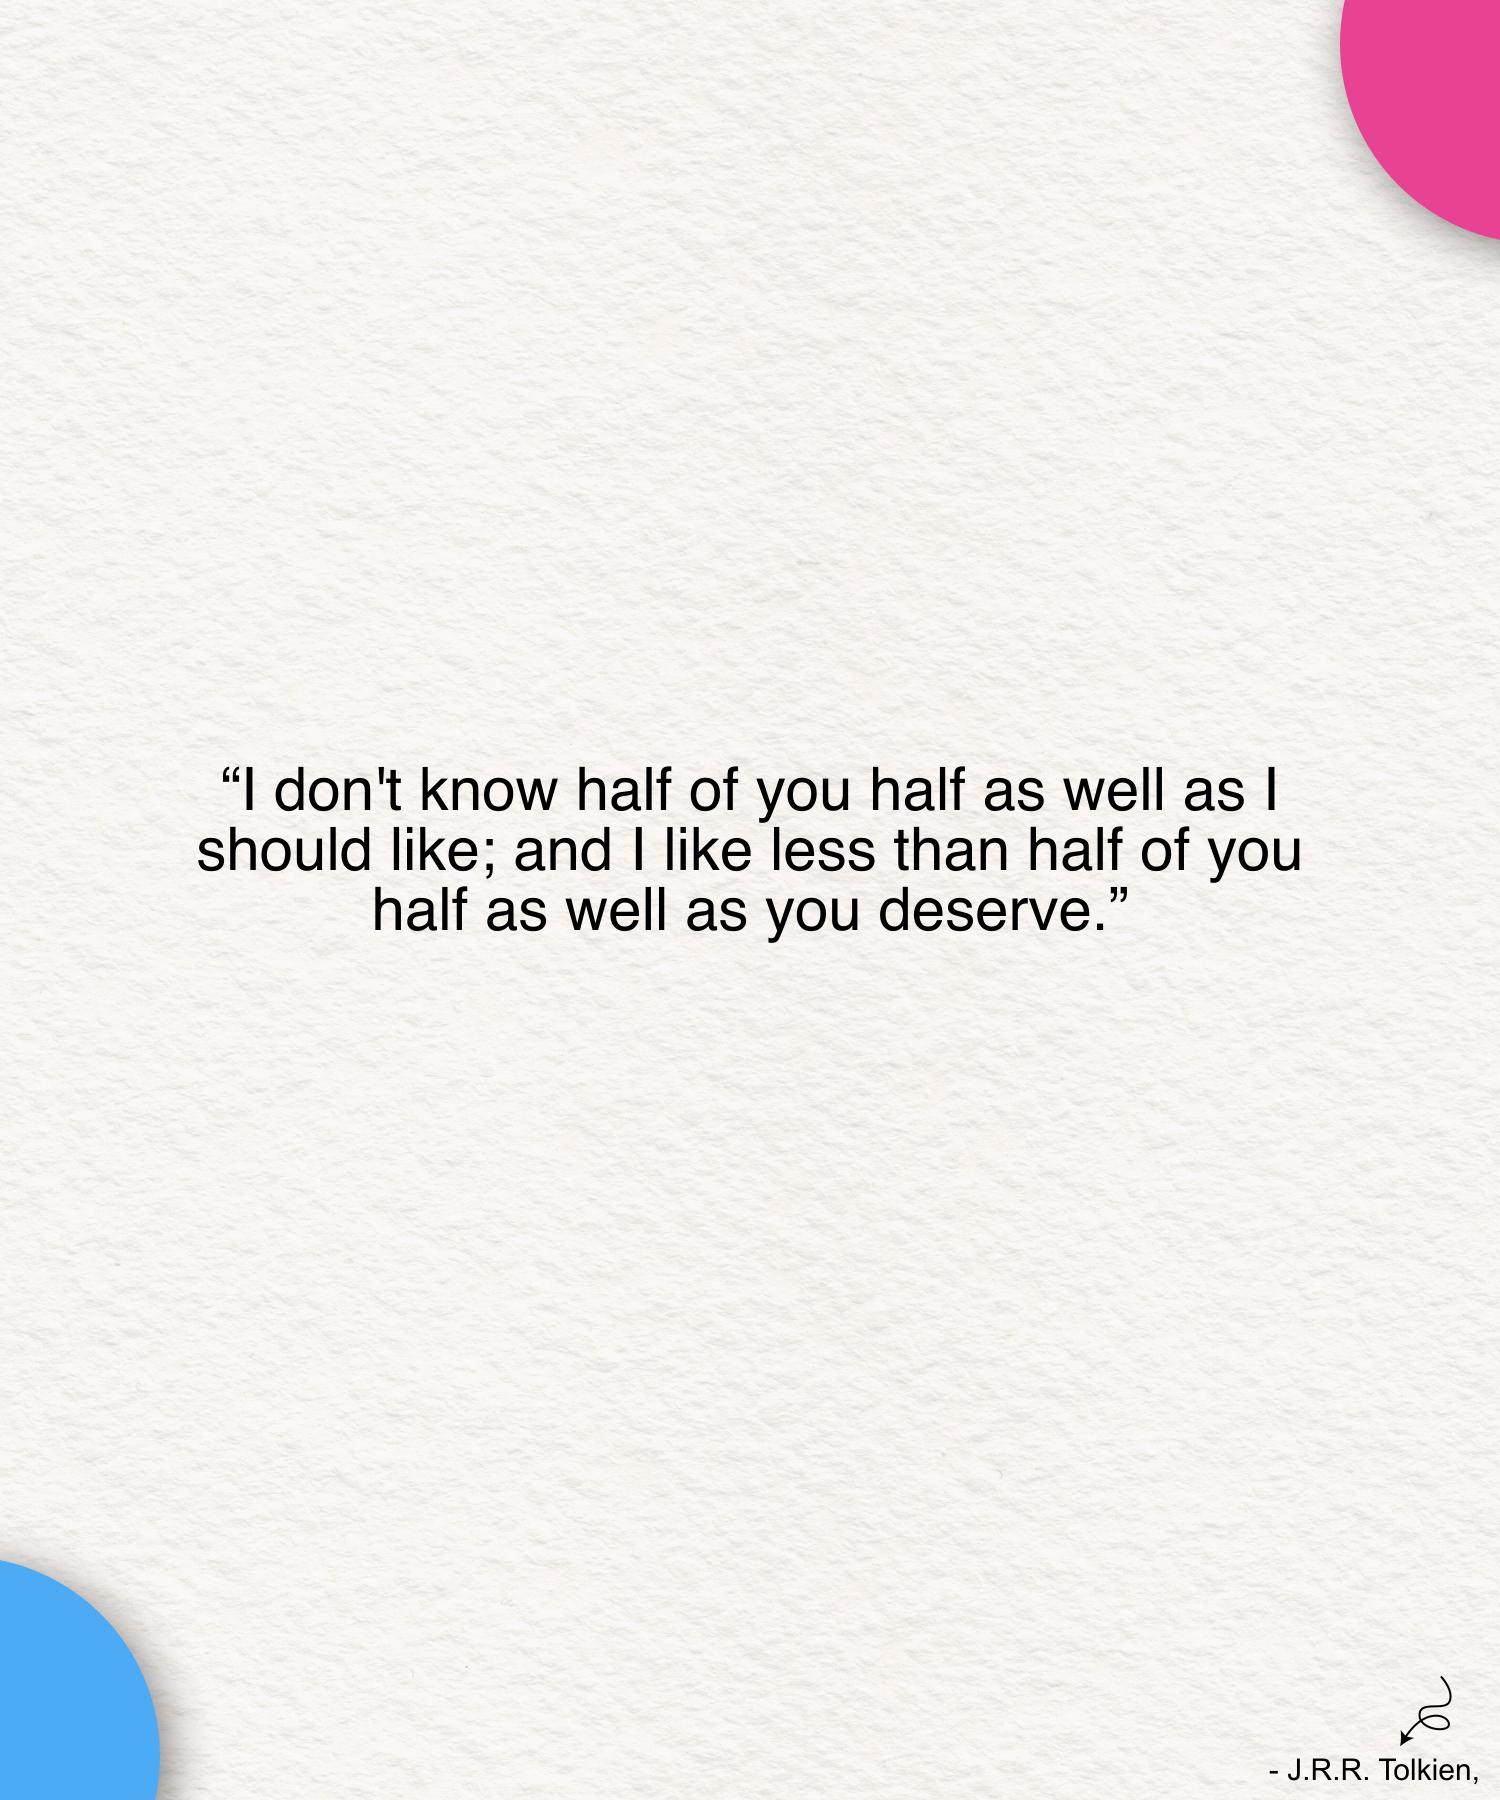 “I don't know half of you half as well as I
should like; and I like less than half of you
half as well as you deserve.”
- J.R.R. Tolkien,